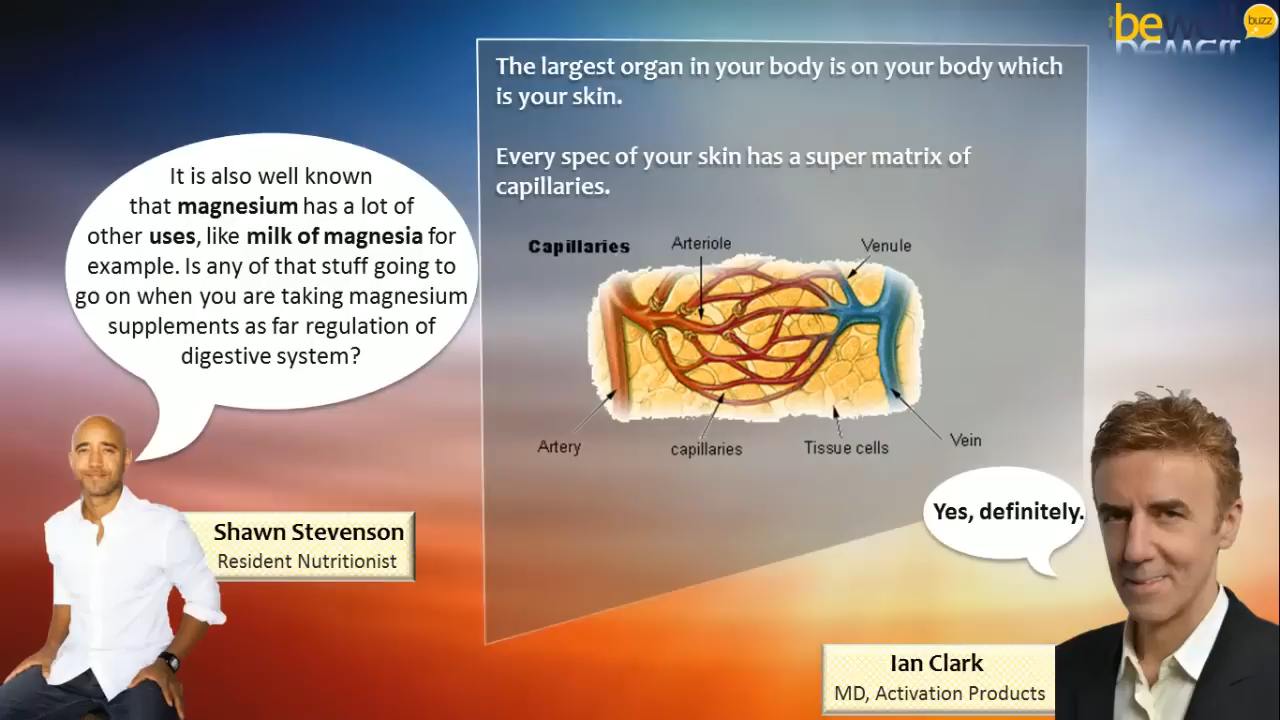 bewell
buzz
The largest organ in your body is on your body which
is your skin.
Every spec of your skin has a super matrix of
capillaries.
It is also well known
that magnesium has a lot of
other uses, like milk of magnesia for
example. Is any of that stuff going to
go on when you are taking magnesium
supplements as far regulation of
digestive system?
Capillaries
Arteriole
Venule
Artery
capillaries
Tissue cells
Vein
Yes, definitely.
Shawn Stevenson
Resident Nutritionist
Ian Clark
MD, Activation Products